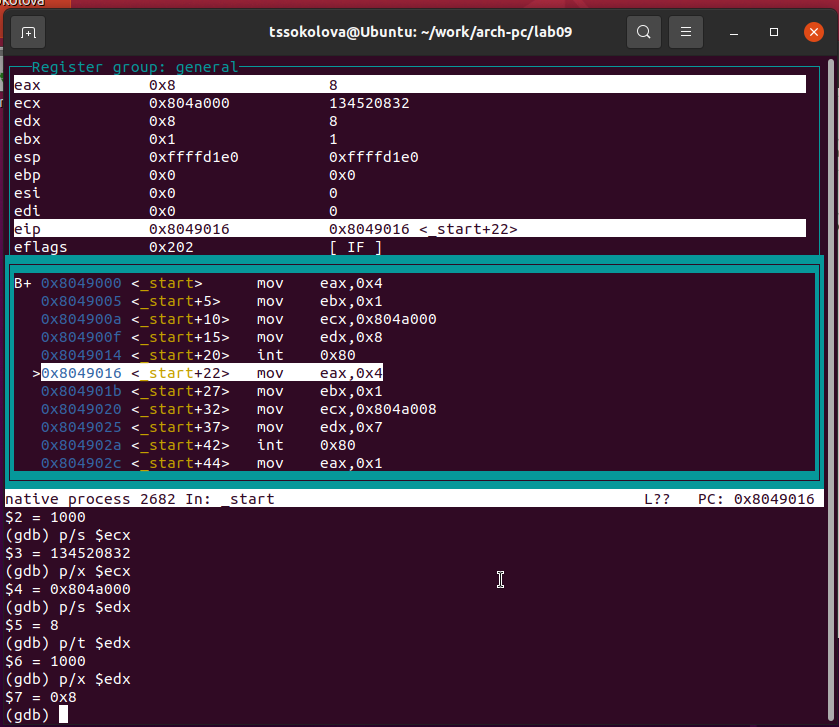 okolova
tssokolova@Ubuntu: ~/work/arch-pc/lab09
Register group: general
eax 0x8 8
ecx 0x804a000 134520832
edx 0x8 8
ebx 0x1 1
esp 0xffffd1e0 0xffffd1e0
ebp 0x0 0x0
esi 0x0 0
edi 0x0 0
eip 0x8049016 0x8049016 <_start+22>
eflags 0x202 [ IF ]
B+ 0x8049000 <_start> mov eax,0x4
0x8049005 <_start+5> mov ebx,0x1
0x804900a <_start+10> mov ecx,0x804a000
0x804900f <_start+15> mov edx,0x8
0x8049014 <_start+20> int 0x80
>0x8049016 <_start+22> mov eax,0x4
0x804901b <_start+27> mov ebx,0x1
0x8049020 <_start+32> mov ecx,0x804a008
0x8049025 <_start+37> mov edx,0x7
0x804902a <_start+42> int 0x80
0x804902c <_start+44> mov eax,0x1
native process 2682 In: _start L?? PC: 0x8049016
$2 = 1000
(gdb) p/s $ecx
$3 = 134520832
(gdb) p/x $ecx
$4 = 0x804a000
(gdb) p/s $edx
$5 = 8
(gdb) p/t $edx
$6 = 1000
(gdb) p/x $edx
$7 = 0x8
(gdb)